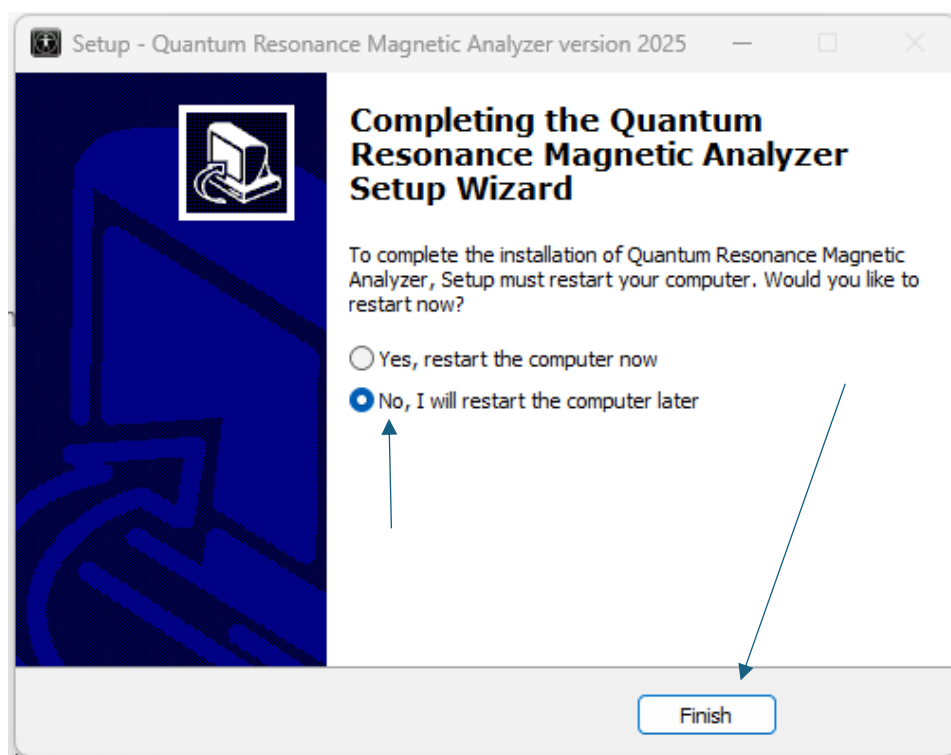 Setup - Quantum Resonance Magnetic Analyzer version 2025
Completing the Quantum
Resonance Magnetic Analyzer
Setup Wizard
To complete the installation of Quantum Resonance Magnetic
Analyzer, Setup must restart your computer. Would you like to
restart now?
Yes, restart the computer now
No, I will restart the computer later
Finish